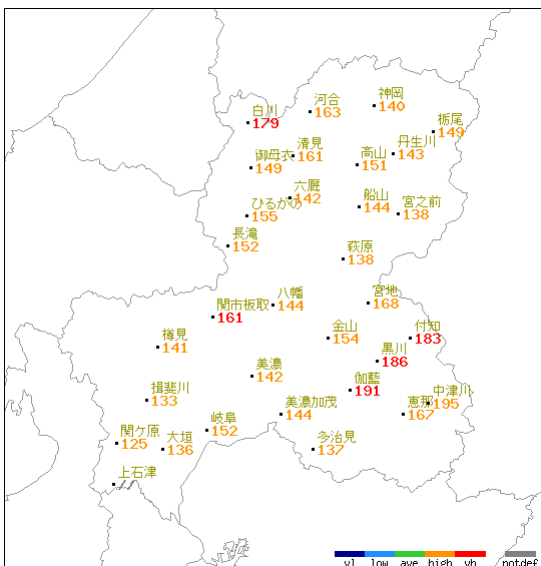 神岡
140
河合
163
白川
179
栃尾
149
丹生川
143
清見
161
高山
151
御母衣
149
六厩
142
船山
144
宮之前
138
ひるがの
155
長滝
152
萩原
138
八幡
144
宮地
168
関市板取
161
金山
154
付知
183
樽見
141
黒川
186
美濃
142
伽藍
191
中津川
195
揖斐川
133
美濃加茂
144
恵那
167
岐阜
152
関ケ原
125
大垣
136
多治見
137
上石津
vl low ave high vh notdef